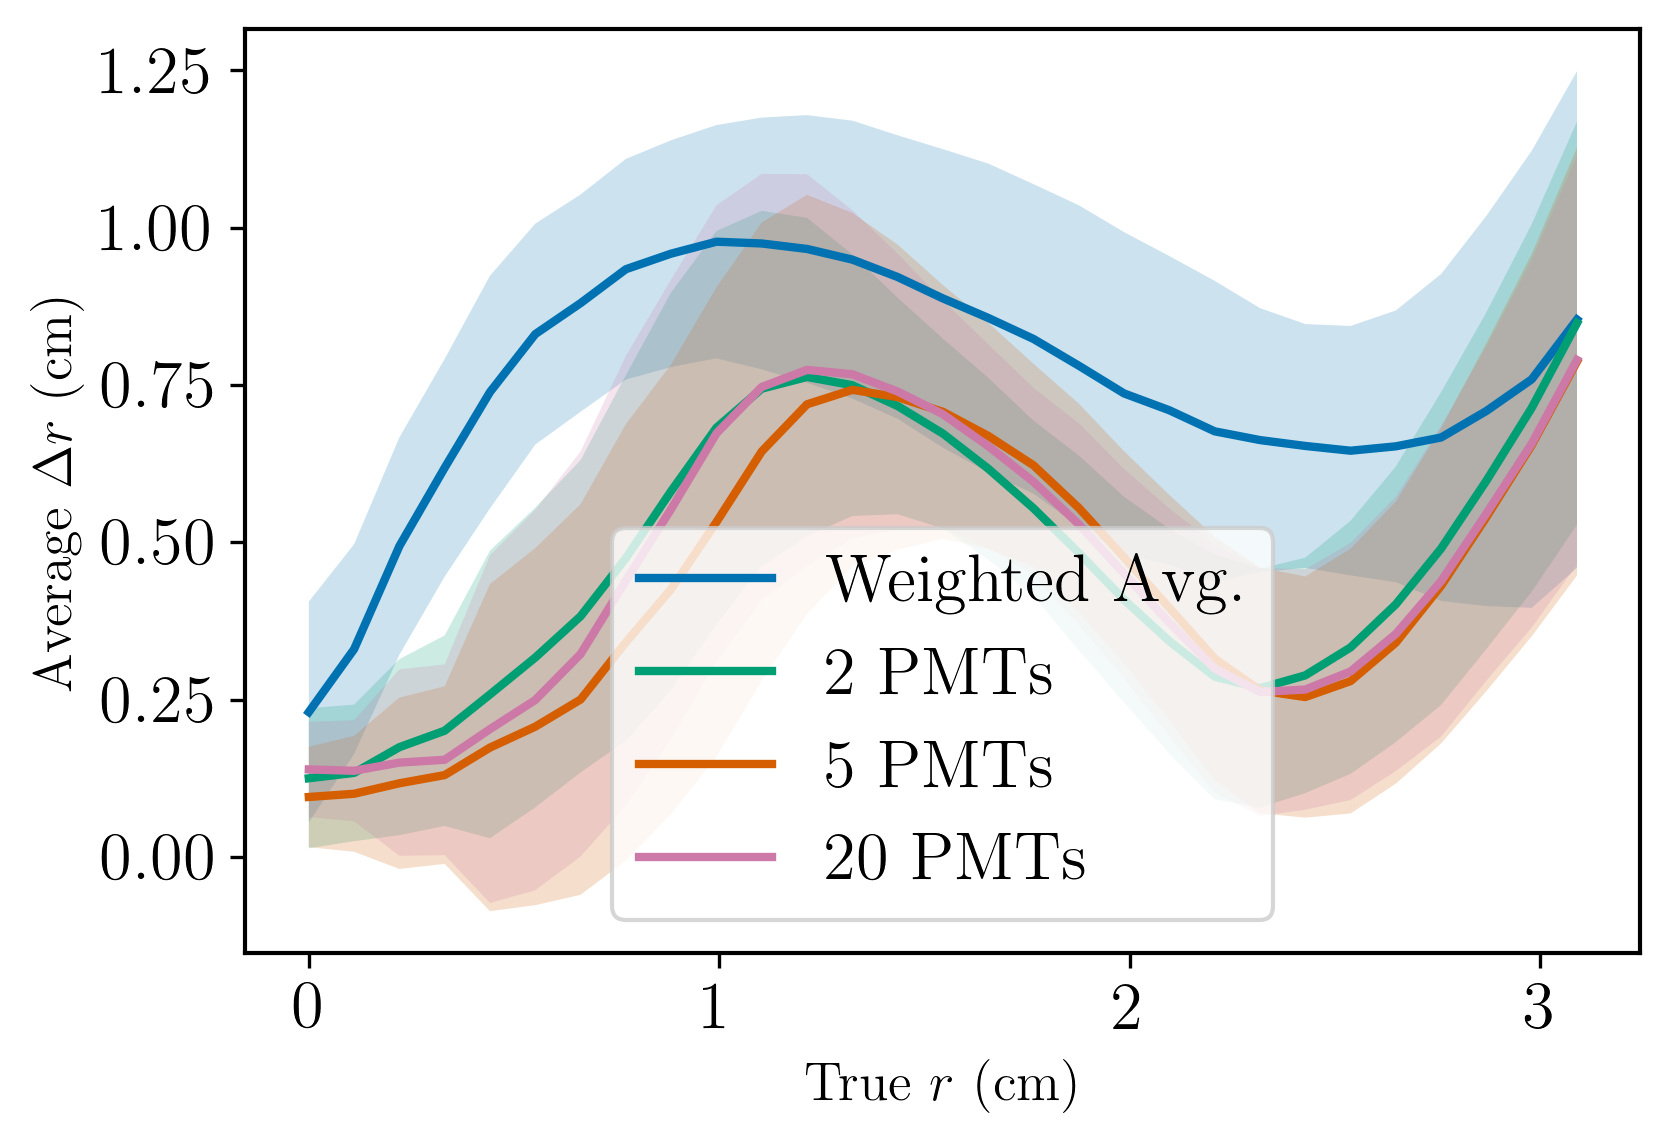 1.25
1.00
0.75
0.50
0.25
0.00
Average Δr (cm)
Weighted Avg.
2 PMTs
5 PMTs
20 PMTs
0 1 2 3
True r (cm)